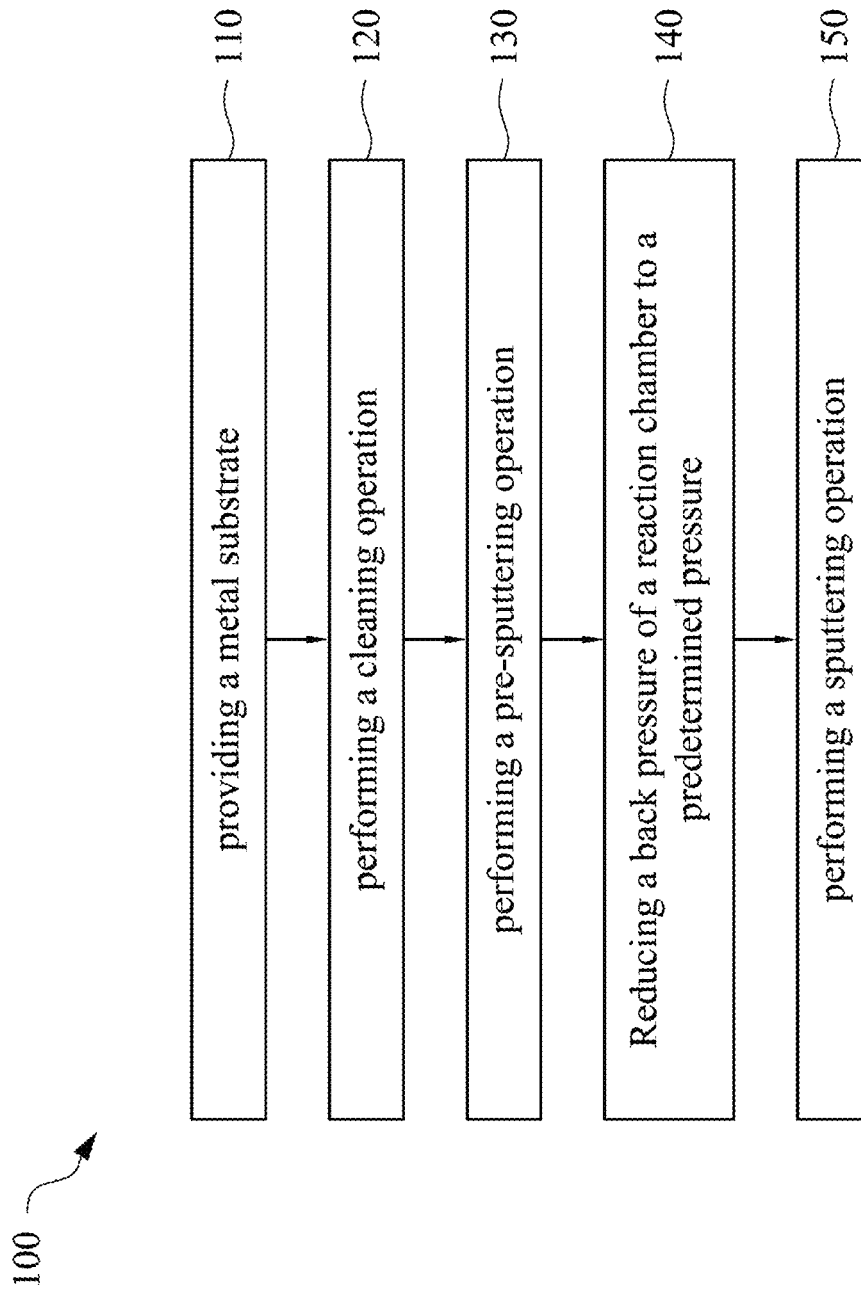 100
providing a metal substrate
110
performing a cleaning operation
120
performing a pre-sputtering operation
130
Reducing a back pressure of a reaction chamber to a
predetermined pressure
140
performing a sputtering operation
150